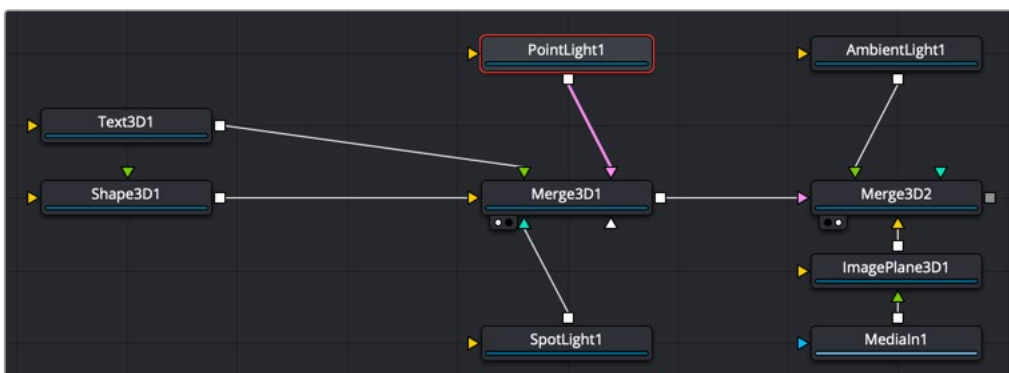 PointLight1
AmbientLight1
Text3D1
Shape3D1
Merge3D1
Merge3D2
ImagePlane3D1
SpotLight1
MediaIn1